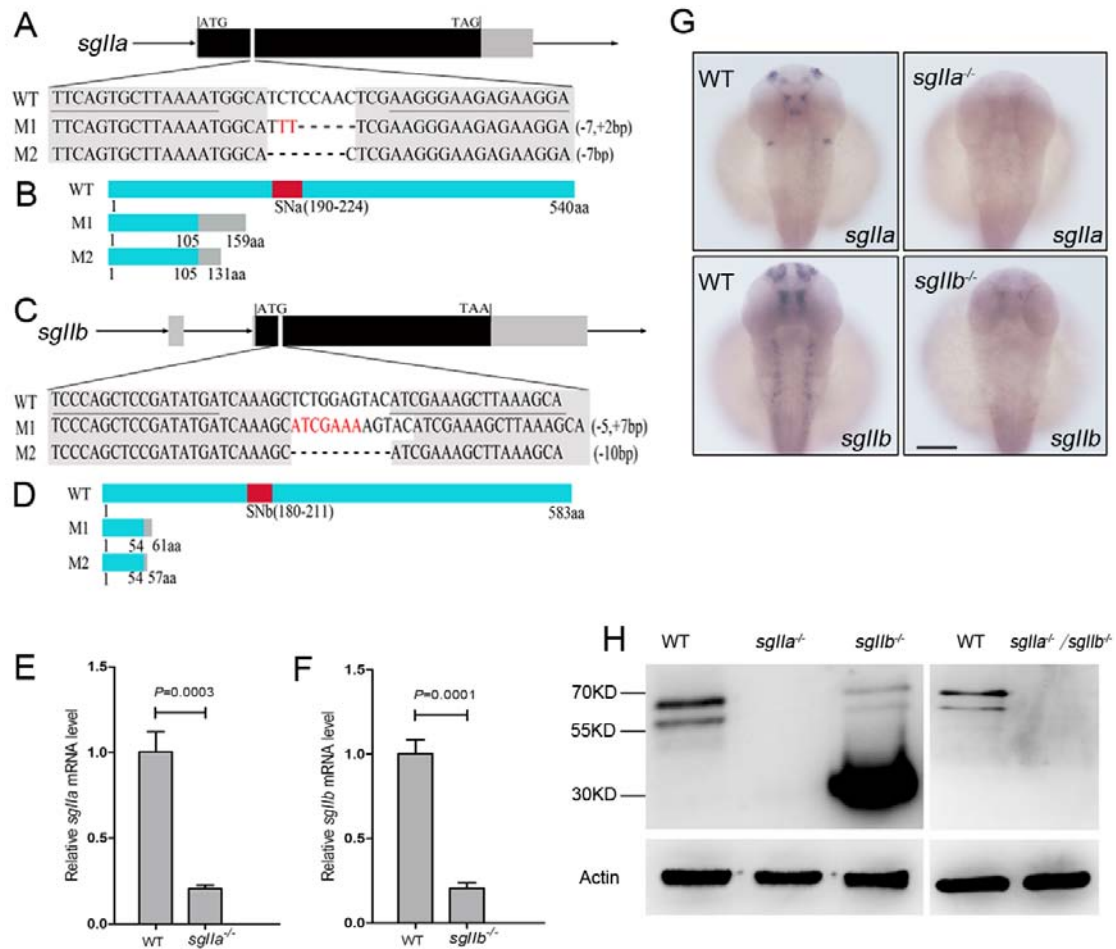 A
sgIIa
ATG
TAG
WT TTCAGTGCTTAAAATGGCATCTCCAACTCGAAGGGAAGAGAAGGA
M1 TTCAGTGCTTAAAATGGCATTT------TCGAAGGGAAGAGAAGGA (-7,+2bp)
M2 TTCAGTGCTTAAAATGGCA-------CTCGAAGGGAAGAGAAGGA (-7bp)
B
WT
1 SNa(190-224) 540aa
M1
1 105 159aa
M2
1 105 131aa
C
sgIIb
ATG
TAA
WT TCCCAGCTCCGATATGATCAAAGCTCTGGAGTACATCGAAAGCTTAAAGCA
M1 TCCCAGCTCCGATATGATCAAAGCATCGAAAAGTACATCGAAAGCTTAAAGCA (-5,+7bp)
M2 TCCCAGCTCCGATATGATCAAAGC----------ATCGAAAGCTTAAAGCA (-10bp)
D
WT
1 SNb(180-211) 583aa
M1
1 54 61aa
M2
1 54 57aa
E
Relative sgIIa mRNA level
1.5
1.0
0.5
0.0
P=0.0003
WT sgIIa-/-
F
Relative sgIIb mRNA level
1.5
1.0
0.5
0.0
P=0.0001
WT sgIIb-/-
G
WT
sgIIa
sgIIa-/-
sgIIa
WT
sgIIb
sgIIb-/-
sgIIb
H
WT sgIIa-/- sgIIb-/- WT sgIIa-/- /sgIIb-/-
70KD
55KD
30KD
Actin